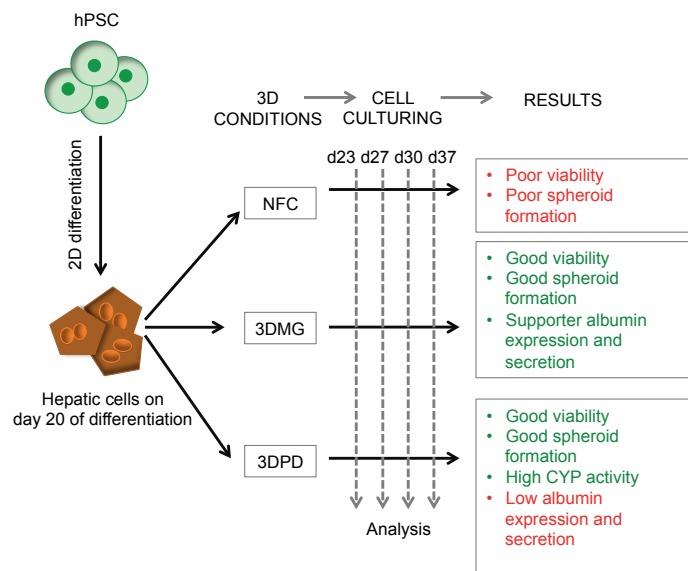 hPSC
2D differentiation
Hepatic cells on
day 20 of differentiation
3D
CONDITIONS
CELL
CULTURING
RESULTS
d23 d27 d30 d37
NFC
• Poor viability
• Poor spheroid
formation
3DMG
• Good viability
• Good spheroid
formation
• Supporter albumin
expression and
secretion
3DPD
• Good viability
• Good spheroid
formation
• High CYP activity
• Low albumin
expression and
secretion
Analysis